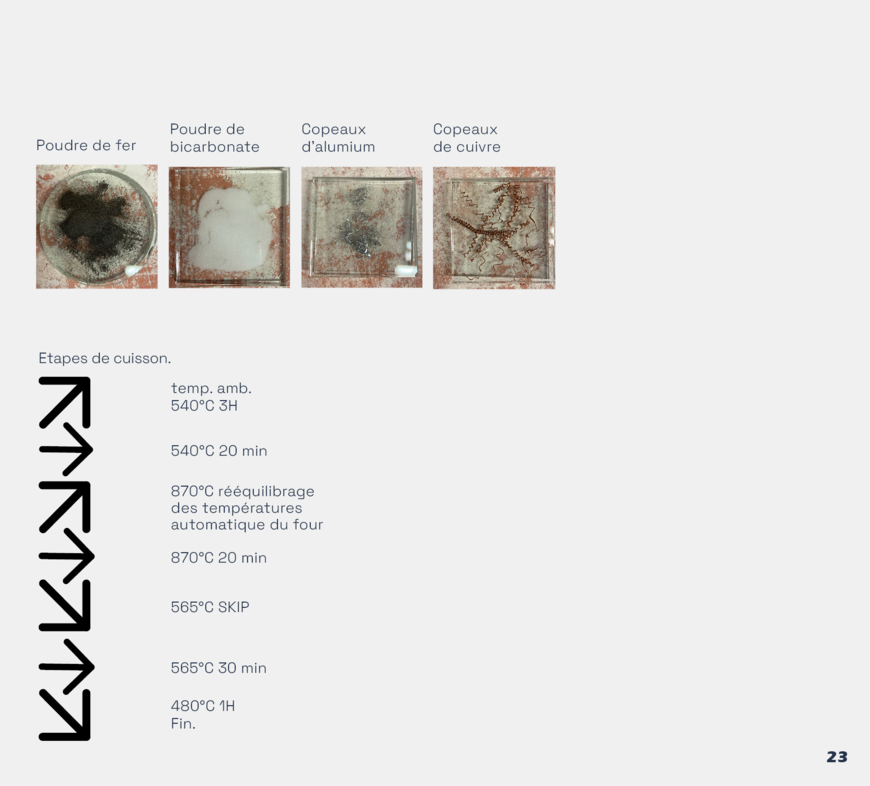 Poudre de fer
Poudre de
bicarbonate
Copeaux
d'alumium
Copeaux
de cuivre
Etapes de cuisson.
temp. amb.
540°C 3H
540°C 20 min
870°C rééquilibrage
des températures
automatique du four
870°C 20 min
565°C SKIP
565°C 30 min
480°C 1H
Fin.
23